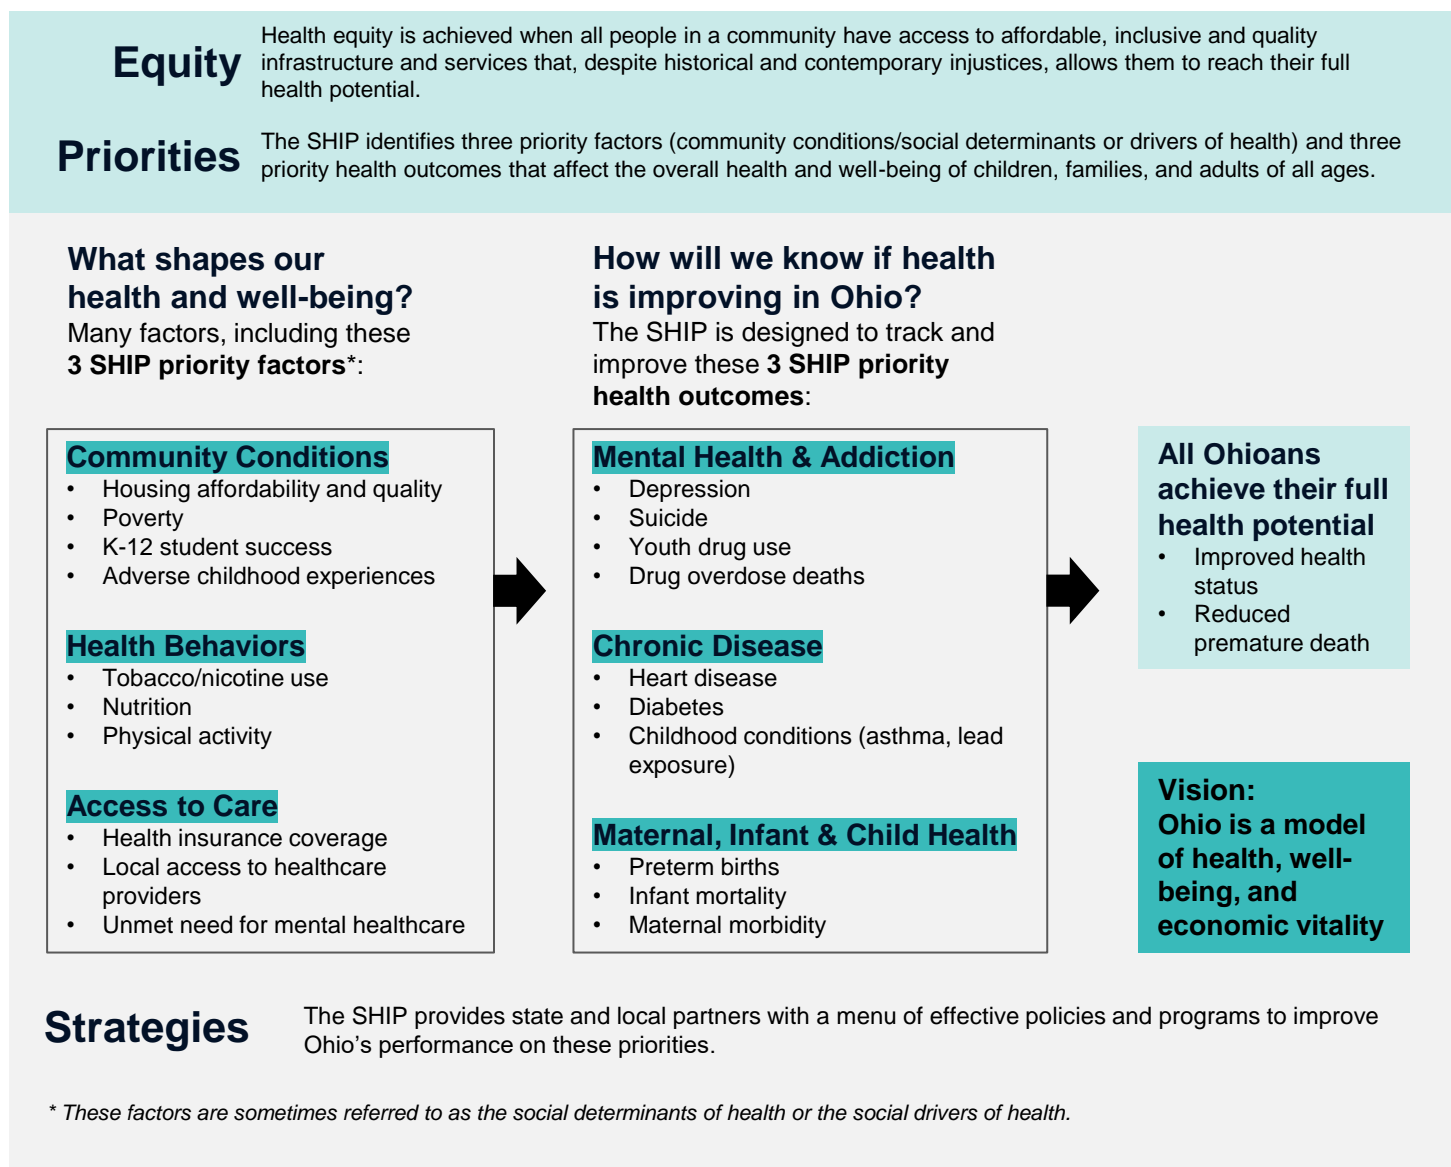 Equity
Health equity is achieved when all people in a community have access to affordable, inclusive and quality
infrastructure and services that, despite historical and contemporary injustices, allows them to reach their full
health potential.
Priorities
The SHIP identifies three priority factors (community conditions/social determinants or drivers of health) and three
priority health outcomes that affect the overall health and well-being of children, families, and adults of all ages.
What shapes our
health and well-being?
Many factors, including these
3 SHIP priority factors*:
Community Conditions
• Housing affordability and quality
• Poverty
• K-12 student success
• Adverse childhood experiences
Health Behaviors
• Tobacco/nicotine use
• Nutrition
• Physical activity
Access to Care
• Health insurance coverage
• Local access to healthcare
providers
• Unmet need for mental healthcare
How will we know if health
is improving in Ohio?
The SHIP is designed to track and
improve these 3 SHIP priority
health outcomes:
Mental Health & Addiction
• Depression
• Suicide
• Youth drug use
• Drug overdose deaths
Chronic Disease
• Heart disease
• Diabetes
• Childhood conditions (asthma, lead
exposure)
Maternal, Infant & Child Health
• Preterm births
• Infant mortality
• Maternal morbidity
All Ohioans
achieve their full
health potential
• Improved health
status
• Reduced
premature death
Vision:
Ohio is a model
of health, well-
being, and
economic vitality
Strategies
The SHIP provides state and local partners with a menu of effective policies and programs to improve
Ohio’s performance on these priorities.
* These factors are sometimes referred to as the social determinants of health or the social drivers of health.